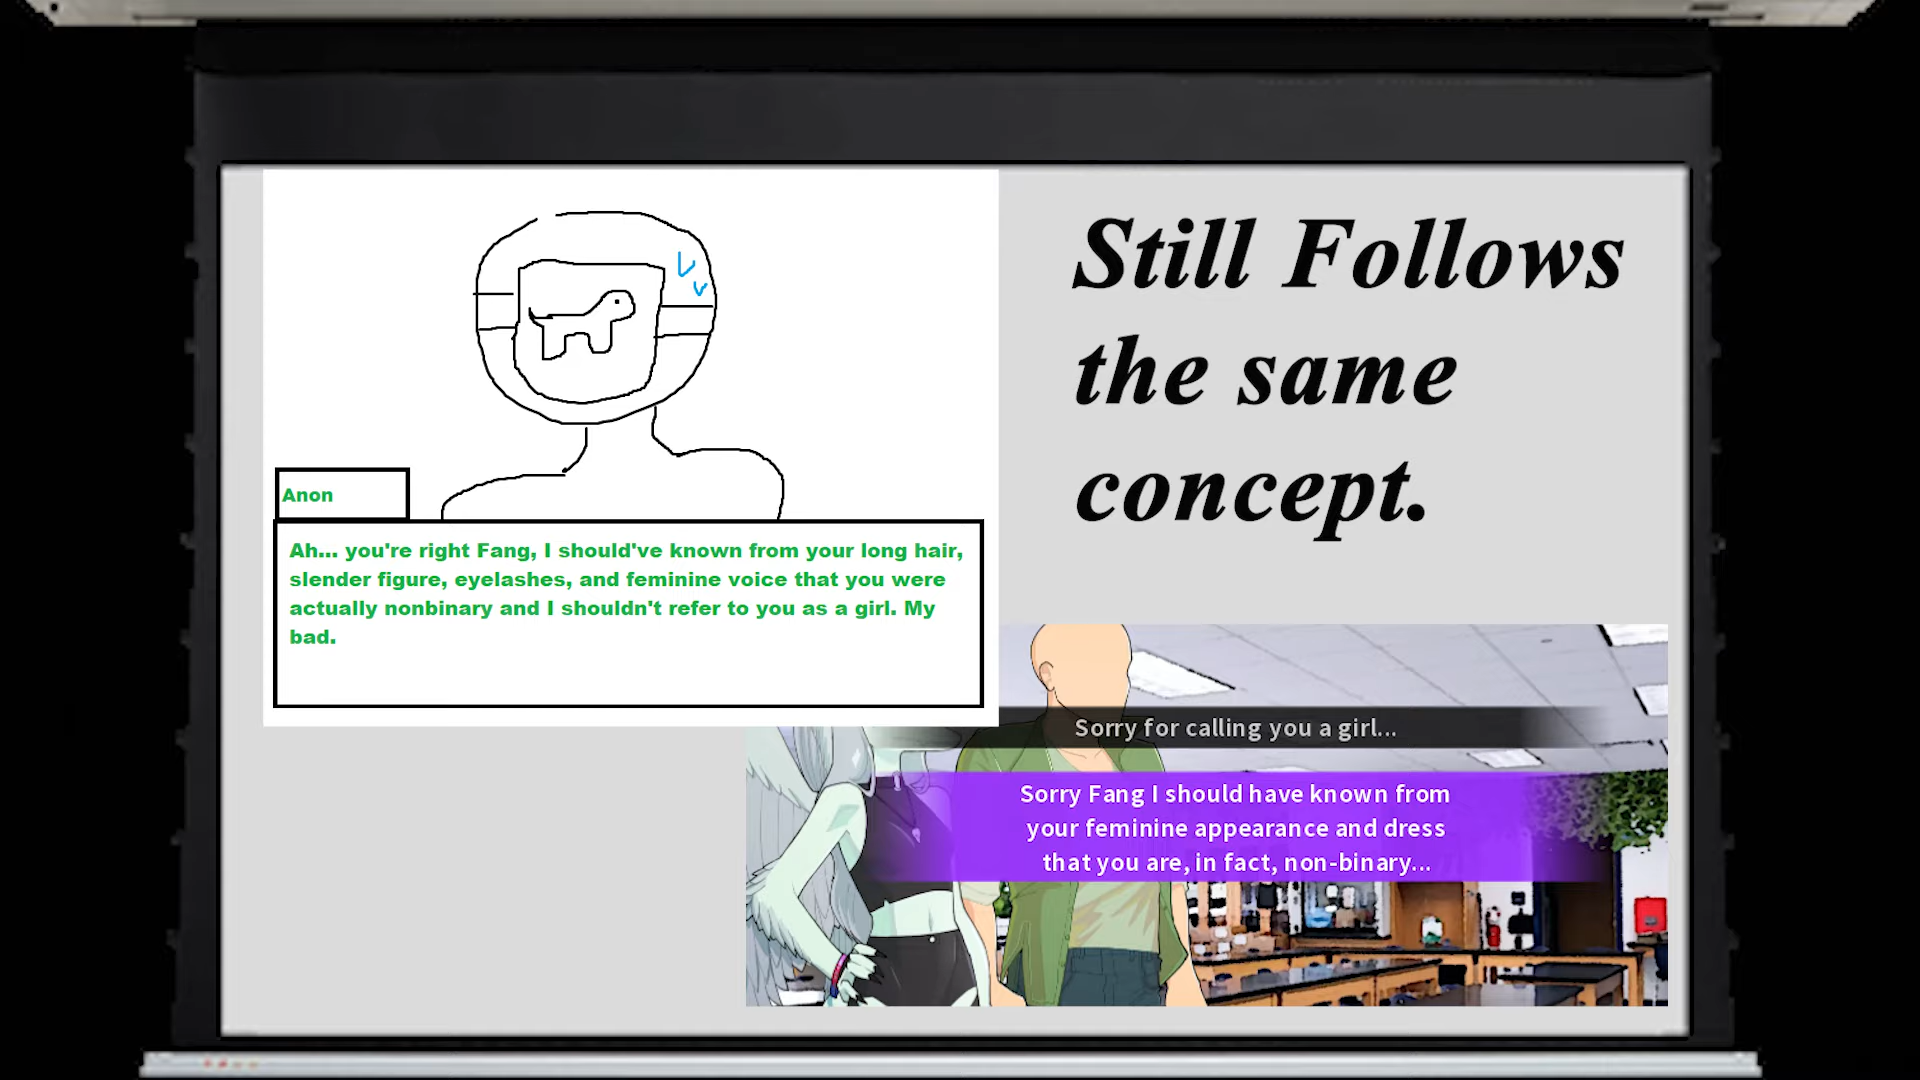 Still Follows
the same
concept.
Anon
Ah... you're right Fang, I should've known from your long hair,
slender figure, eyelashes, and feminine voice that you were
actually nonbinary and I shouldn't refer to you as a girl. My
bad.
Sorry for calling you a girl...
Sorry Fang I should have known from
your feminine appearance and dress
that you are, in fact, non-binary...